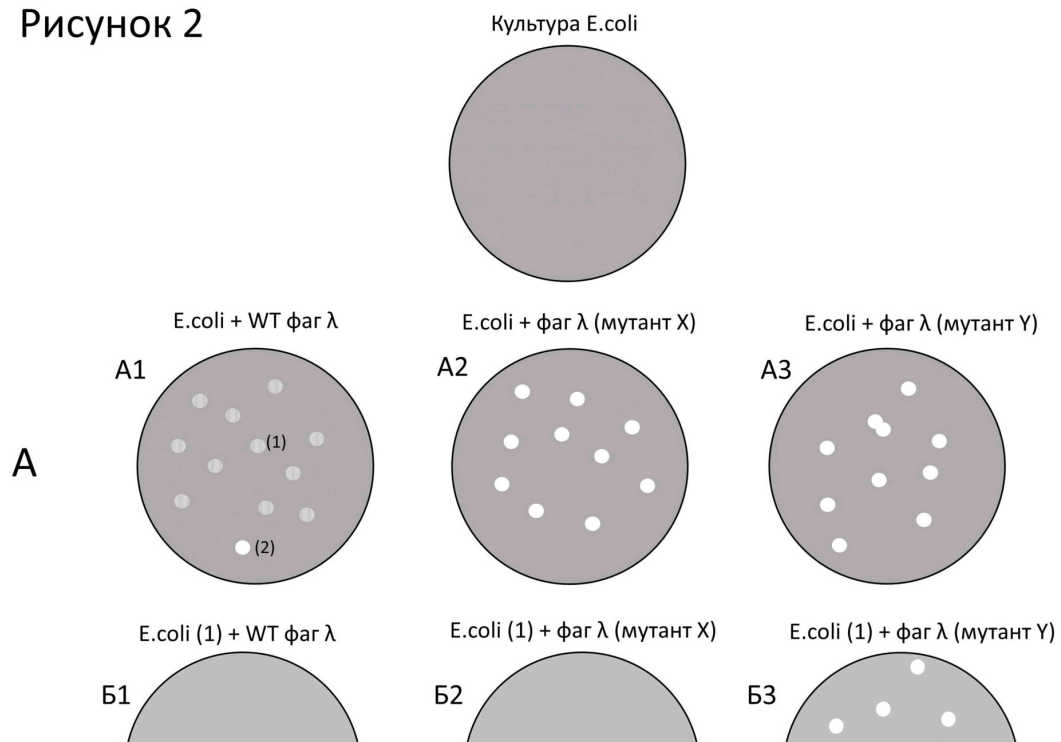 Рисунок 2
Культура E.coli
E.coli + WT фаг λ
E.coli + фаг λ (мутант X)
E.coli + фаг λ (мутант Y)
А1
А2
А3
(1)
А
(2)
E.coli (1) + WT фаг λ
E.coli (1) + фаг λ (мутант X)
E.coli (1) + фаг λ (мутант Y)
Б1
Б2
Б3